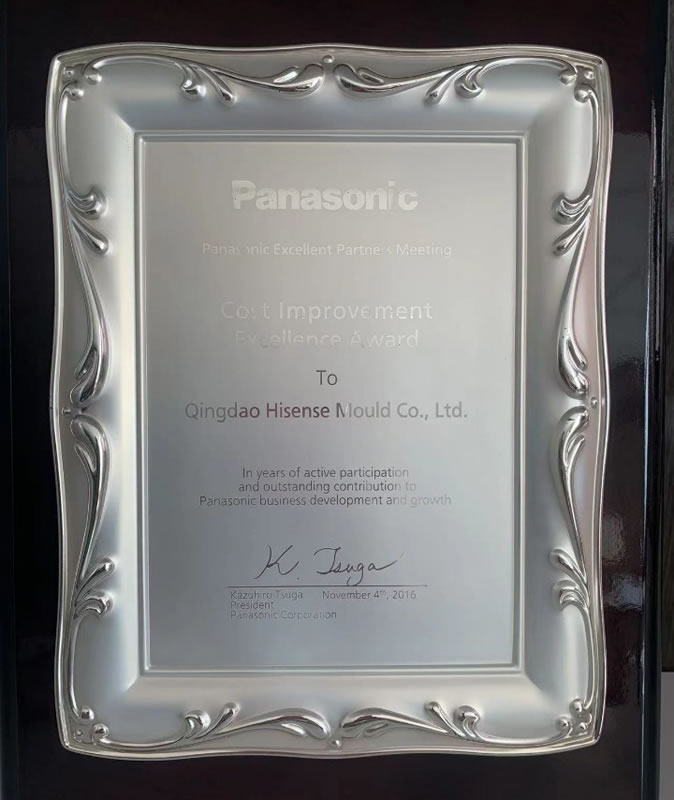 Panasonic
Panasonic Excellent Partners Meeting
Cost Improvement
Excellence Award
To
Qingdao Hisense Mould Co., Ltd.
In years of active participation
and outstanding contribution to
Panasonic business development and growth
K. Tsuga
Kazuhiro Tsuga November 4th, 2016
President
Panasonic Corporation